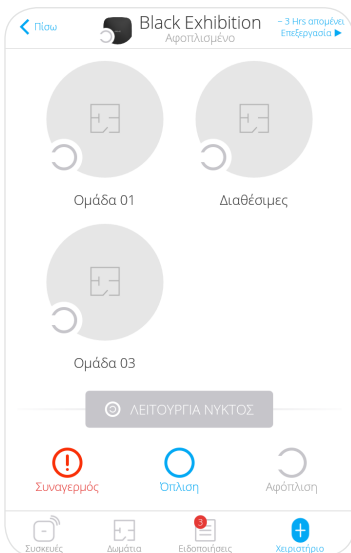 Πίσω
Black Exhibition
Αφοπλισμένο
~ 3 Hrs απομένει
Επεξεργασία ▶
Ομάδα 01
Διαθέσιμες
Ομάδα 03
ΛΕΙΤΟΥΡΓΙΑ ΝΥΚΤΟΣ
Συναγερμός
Όπλιση
Αφόπλιση
3
Συσκευές
Δωμάτια
Ειδοποιήσεις
Χειριστήριο